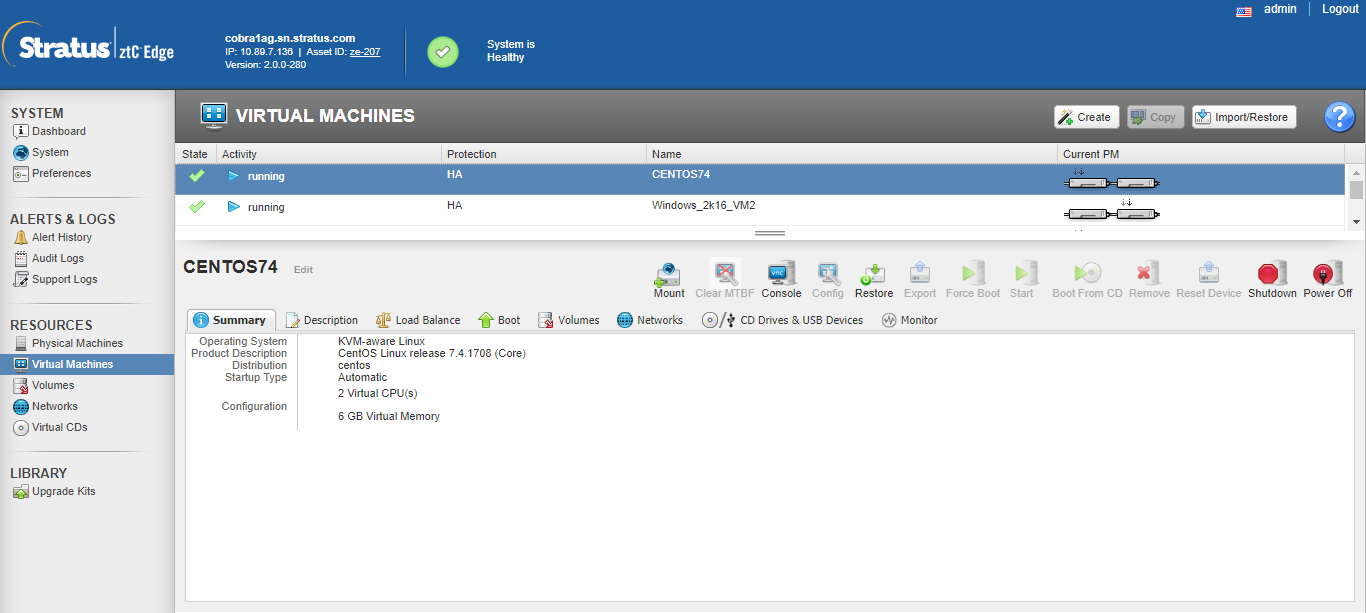 admin | Logout
Stratus | ztC Edge
cobra1ag.sn.stratus.com
IP: 10.89.7.136 | Asset ID: ze-207
Version: 2.0.0-280
System is
Healthy
SYSTEM
Dashboard
System
Preferences
ALERTS & LOGS
Alert History
Audit Logs
Support Logs
RESOURCES
Physical Machines
Virtual Machines
Volumes
Networks
Virtual CDs
LIBRARY
Upgrade Kits
VIRTUAL MACHINES
Create Copy Import/Restore ?
State Activity Protection Name Current PM
running HA CENTOS74
running HA Windows_2k16_VM2
CENTOS74 Edit
vnc
Mount Clear MTBF Console Config Restore Export Force Boot Start Boot From CD Remove Reset Device Shutdown Power Off
Summary Description Load Balance Boot Volumes Networks / CD Drives & USB Devices Monitor
Operating System KVM-aware Linux
Product Description CentOS Linux release 7.4.1708 (Core)
Distribution centos
Startup Type Automatic
2 Virtual CPU(s)
Configuration
6 GB Virtual Memory